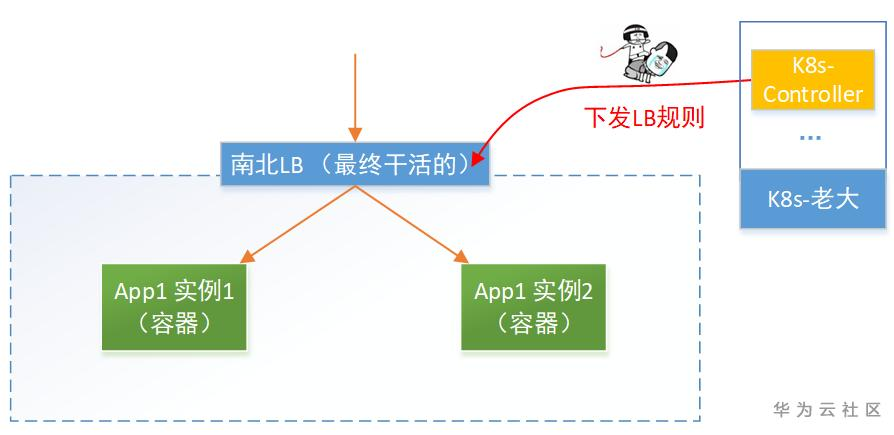 K8s-
Controller
...
下发LB规则
南北LB （最终干活的）
K8s-老大
App1 实例1
（容器）
App1 实例2
（容器）
华为云社区